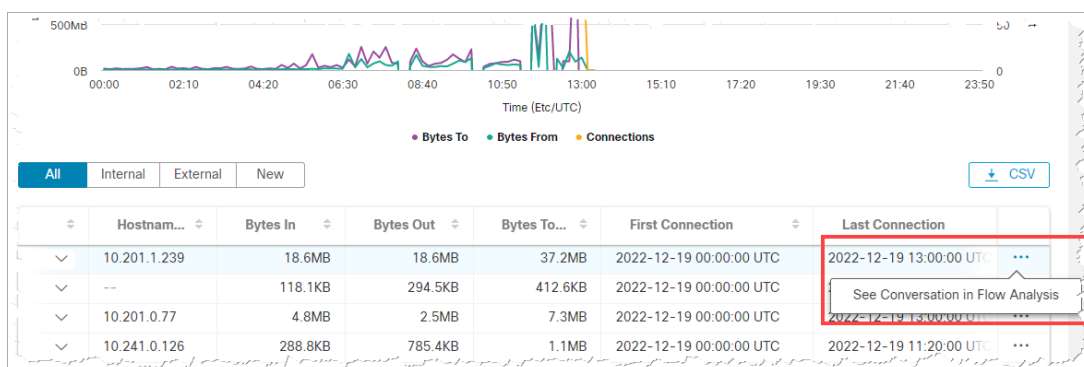 500MB
0B 0
00:00 02:10 04:20 06:30 08:40 10:50 13:00 15:10 17:20 19:30 21:40 23:50
Time (Etc/UTC)
Bytes To Bytes From Connections
All Internal External New CSV
Hostnam... Bytes In Bytes Out Bytes To... First Connection Last Connection
10.201.1.239 18.6MB 18.6MB 37.2MB 2022-12-19 00:00:00 UTC 2022-12-19 13:00:00 UTC ...
-- 118.1KB 294.5KB 412.6KB 2022-12-19 00:00:00 UTC
See Conversation in Flow Analysis
10.201.0.77 4.8MB 2.5MB 7.3MB 2022-12-19 00:00:00 UTC 2022-12-19 13:00:00 UTC ...
10.241.0.126 288.8KB 785.4KB 1.1MB 2022-12-19 00:00:00 UTC 2022-12-19 11:20:00 UTC ...